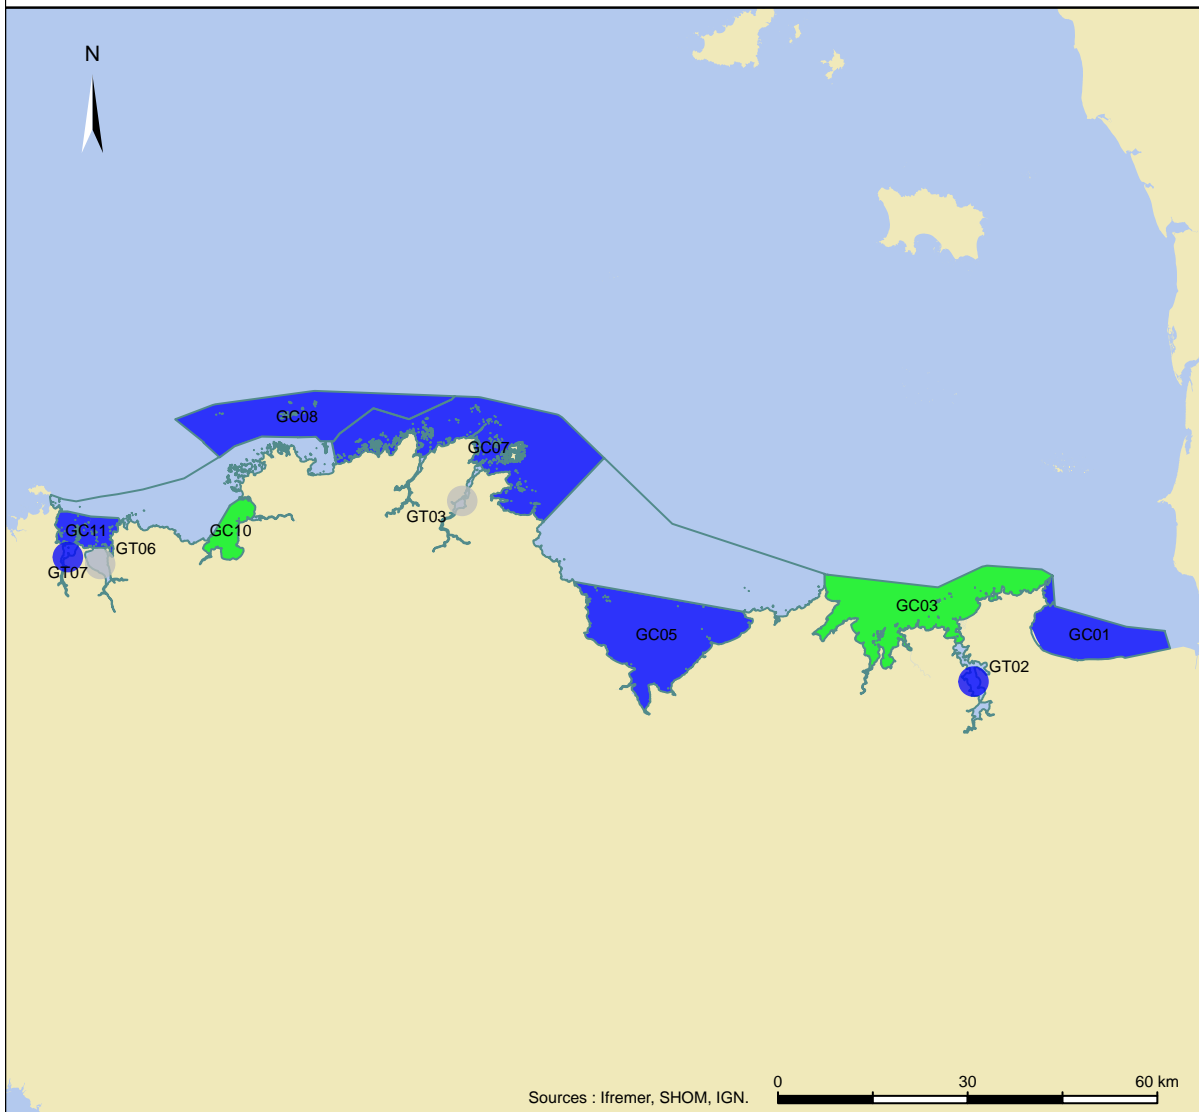 N
GC08
GC07
GT03
GC11
GC10
GT06
GT07
GC03
GC05
GC01
GT02
0 30 60 km
Sources : Ifremer, SHOM, IGN.